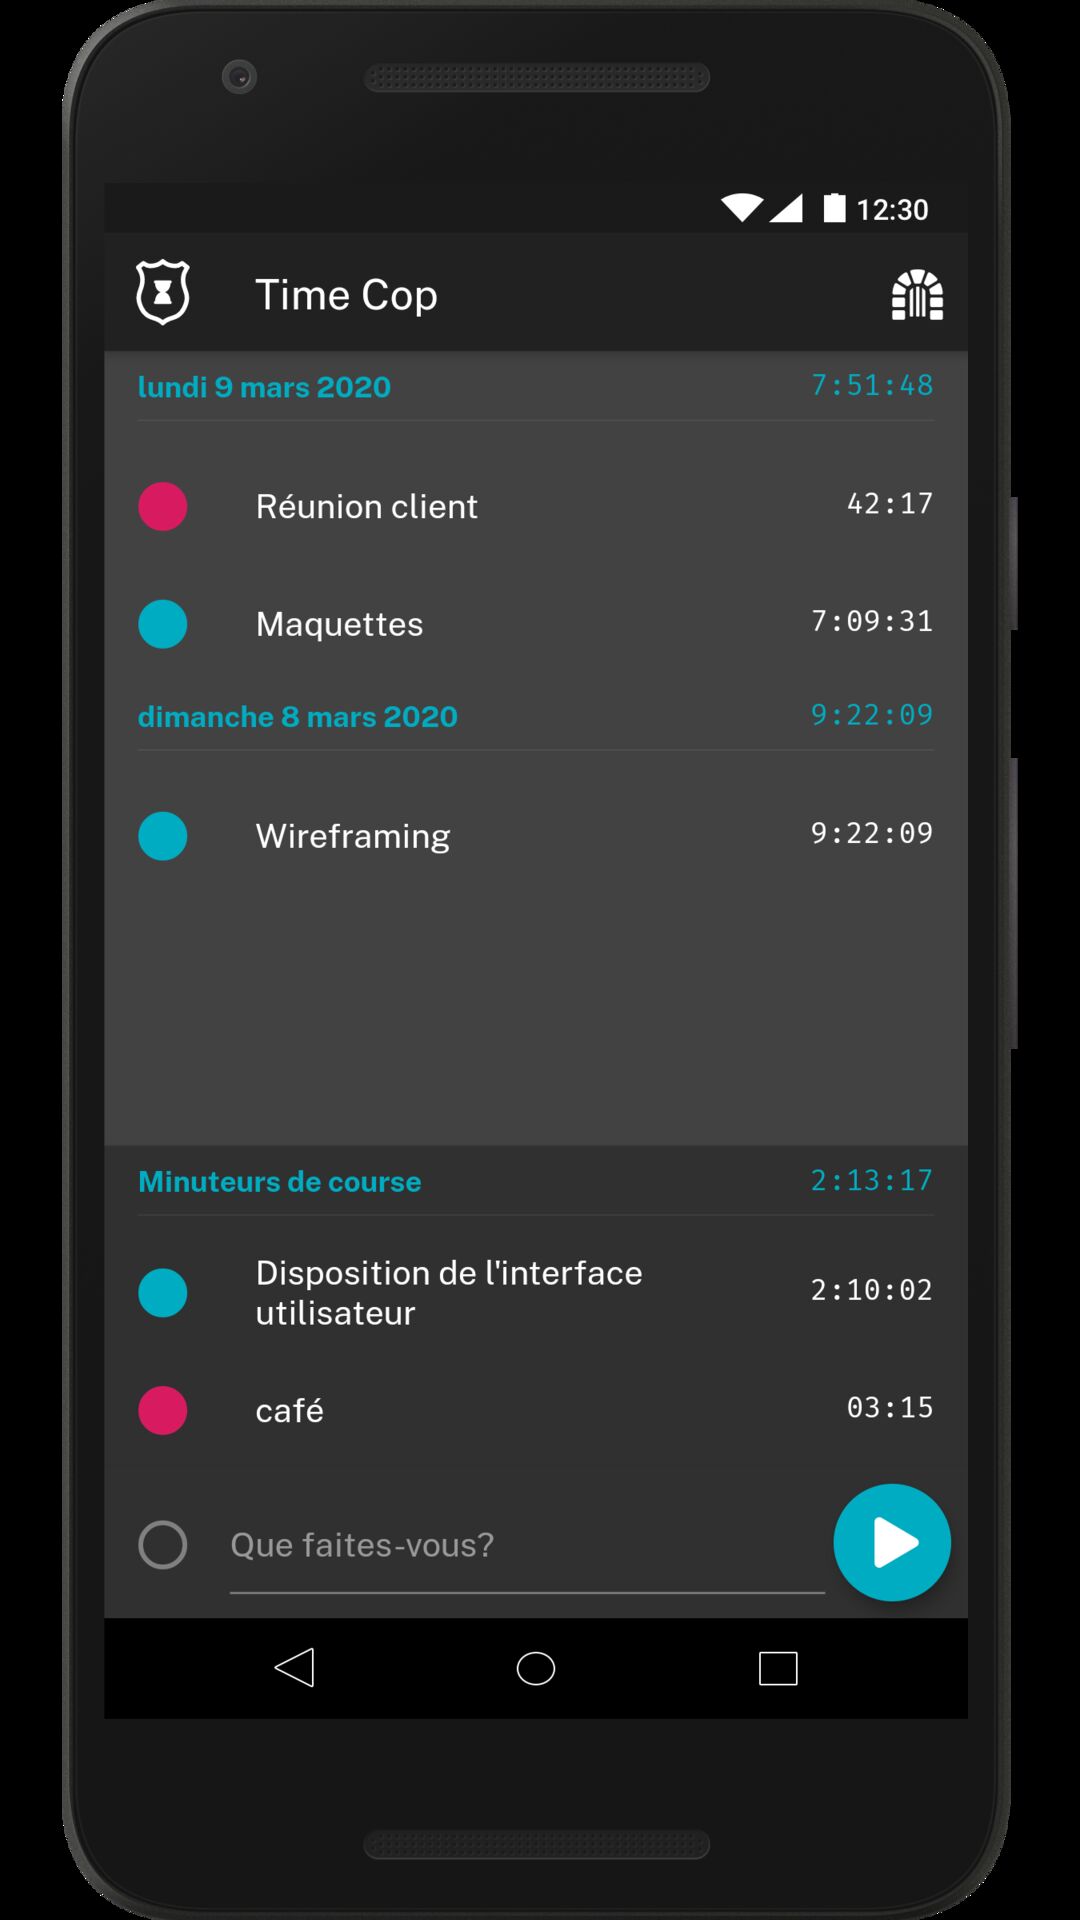 12:30
Time Cop
lundi 9 mars 2020 7:51:48
Réunion client 42:17
Maquettes 7:09:31
dimanche 8 mars 2020 9:22:09
Wireframing 9:22:09
Minuteurs de course 2:13:17
Disposition de l'interface
utilisateur 2:10:02
café 03:15
Que faites-vous?